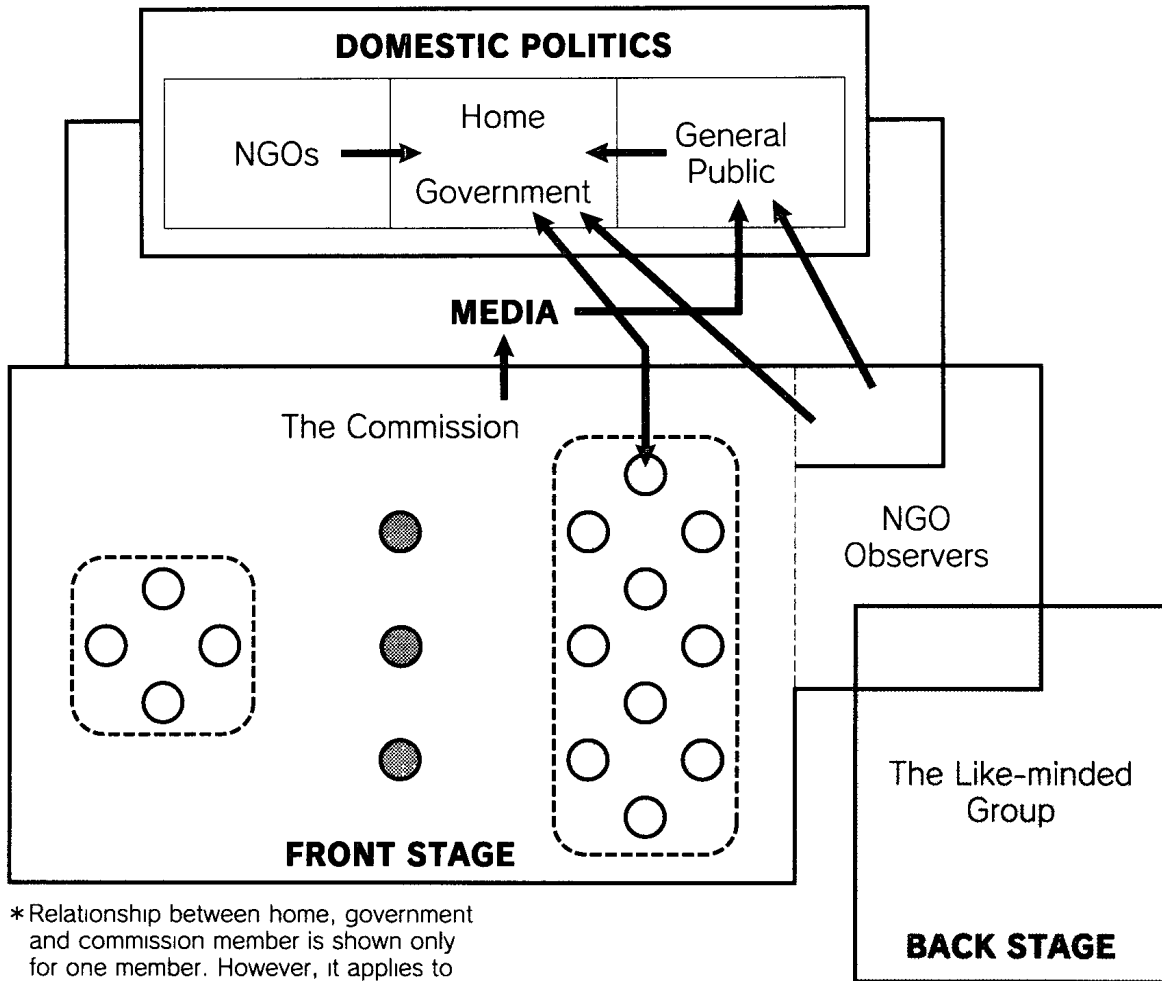 DOMESTIC POLITICS
NGOs
Home
Government
General
Public
MEDIA
The Commission
NGO
Observers
The Like-minded
Group
FRONT STAGE
BACK STAGE
* Relationship between home, government
and commission member is shown only
for one member. However, it applies to